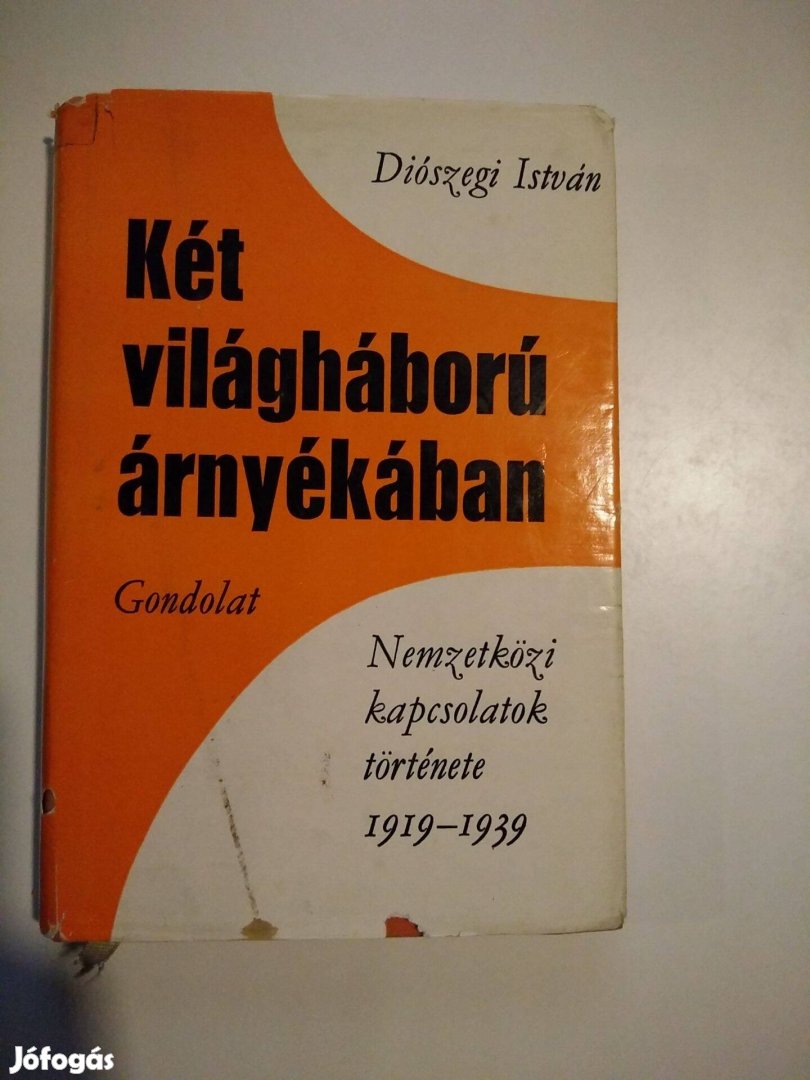 Diószegi István
Két
világháború
árnyékában
Gondolat
Nemzetközi
kapcsolatok
története
1919–1939
Jófogás